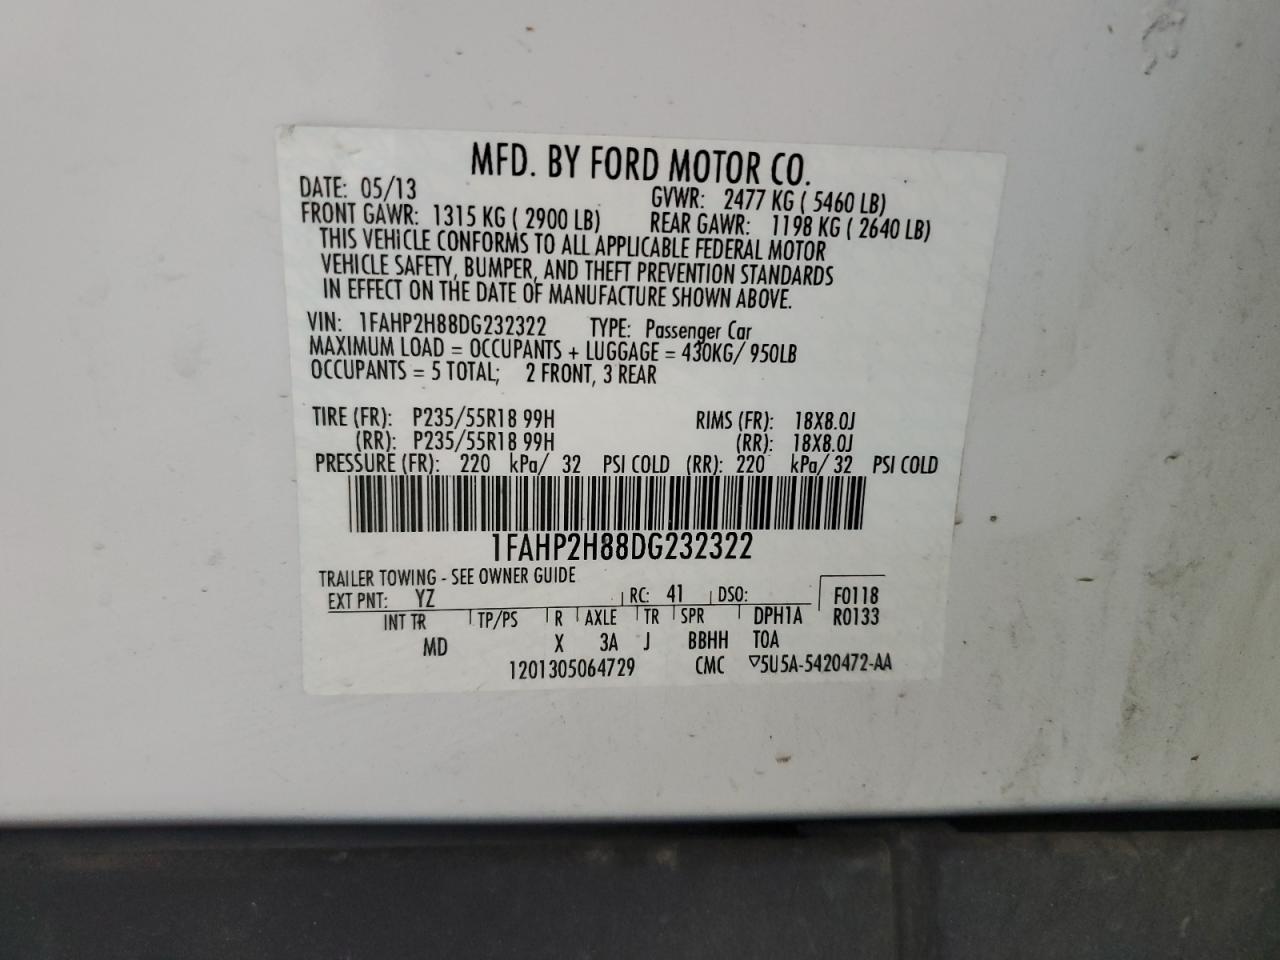 MFD. BY FORD MOTOR CO.
DATE: 05/13 GVWR: 2477 KG ( 5460 LB)
FRONT GAWR: 1315 KG ( 2900 LB) REAR GAWR: 1198 KG ( 2640 LB)
THIS VEHICLE CONFORMS TO ALL APPLICABLE FEDERAL MOTOR
VEHICLE SAFETY, BUMPER, AND THEFT PREVENTION STANDARDS
IN EFFECT ON THE DATE OF MANUFACTURE SHOWN ABOVE.
VIN: 1FAHP2H88DG232322 TYPE: Passenger Car
MAXIMUM LOAD = OCCUPANTS + LUGGAGE = 430KG/ 950LB
OCCUPANTS = 5 TOTAL; 2 FRONT, 3 REAR
TIRE (FR): P235/55R18 99H RIMS (FR): 18X8.0J
(RR): P235/55R18 99H (RR): 18X8.0J
PRESSURE (FR): 220 kPa/ 32 PSI COLD (RR): 220 kPa/ 32 PSI COLD
1FAHP2H88DG232322
TRAILER TOWING - SEE OWNER GUIDE
EXT PNT: YZ RC: 41 DSO: F0118
INT TR TP/PS R AXLE TR SPR DPH1A R0133
MD X 3A J BBHH TOA
1201305064729 CMC ▽5U5A-5420472-AA